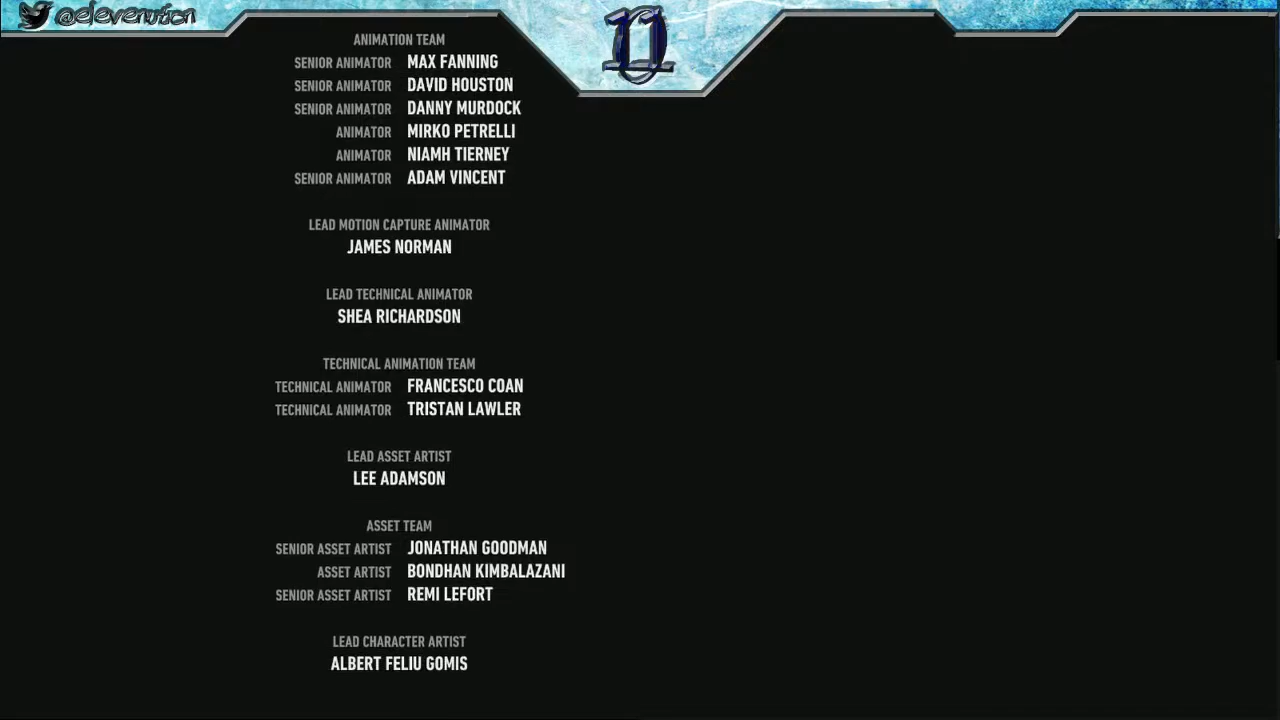 @elevenution
11
ANIMATION TEAM
SENIOR ANIMATOR MAX FANNING
SENIOR ANIMATOR DAVID HOUSTON
SENIOR ANIMATOR DANNY MURDOCK
ANIMATOR MIRKO PETRELLI
ANIMATOR NIAMH TIERNEY
SENIOR ANIMATOR ADAM VINCENT
LEAD MOTION CAPTURE ANIMATOR
JAMES NORMAN
LEAD TECHNICAL ANIMATOR
SHEA RICHARDSON
TECHNICAL ANIMATION TEAM
TECHNICAL ANIMATOR FRANCESCO COAN
TECHNICAL ANIMATOR TRISTAN LAWLER
LEAD ASSET ARTIST
LEE ADAMSON
ASSET TEAM
SENIOR ASSET ARTIST JONATHAN GOODMAN
ASSET ARTIST BONDHAN KIMBALAZANI
SENIOR ASSET ARTIST REMI LEFORT
LEAD CHARACTER ARTIST
ALBERT FELIU GOMIS